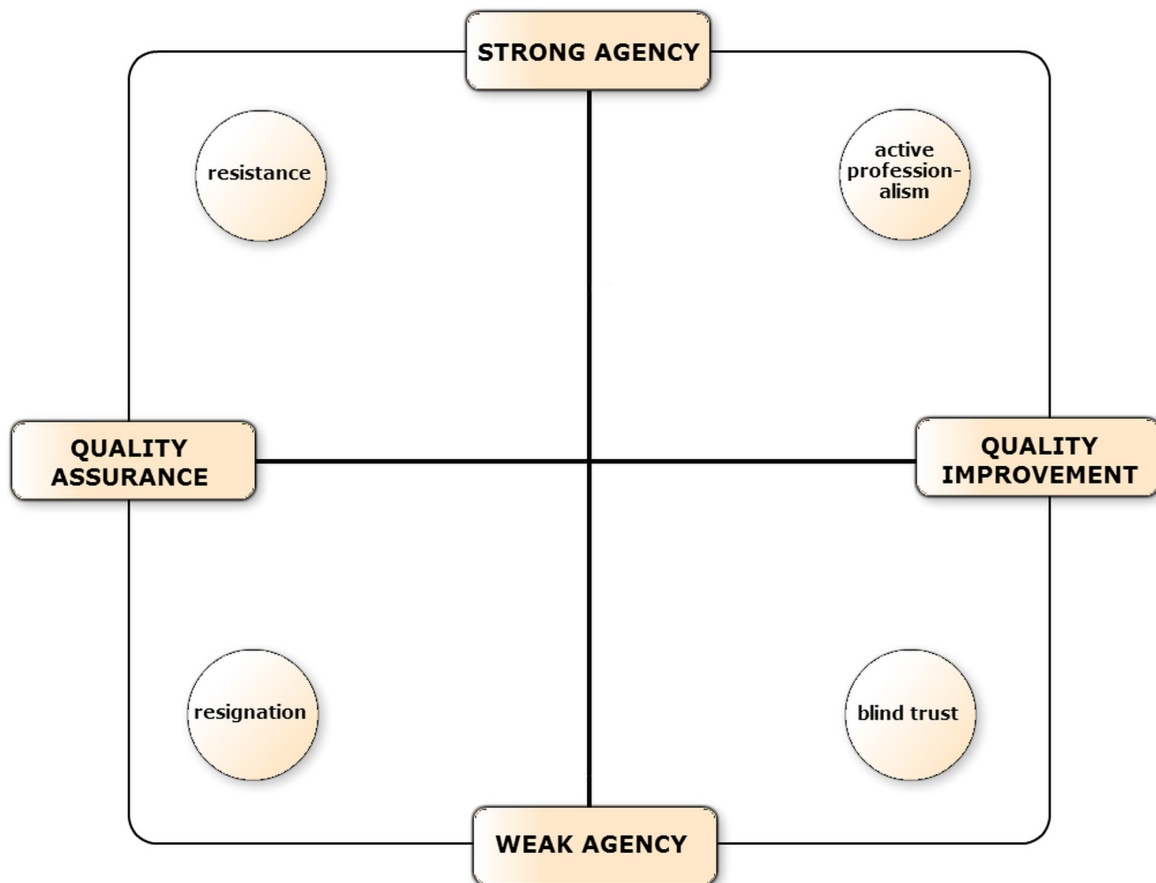 STRONG AGENCY
resistance
active
profession-
alism
QUALITY
ASSURANCE
QUALITY
IMPROVEMENT
resignation
blind trust
WEAK AGENCY